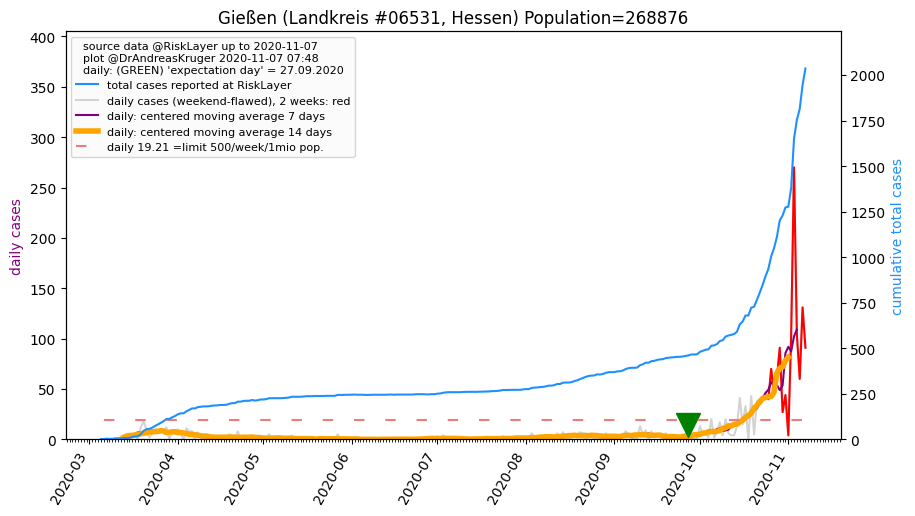 Gießen (Landkreis #06531, Hessen) Population=268876
source data @RiskLayer up to 2020-11-07
plot @DrAndreasKruger 2020-11-07 07:48
daily: (GREEN) 'expectation day' = 27.09.2020
total cases reported at RiskLayer
daily cases (weekend-flawed), 2 weeks: red
daily: centered moving average 7 days
daily: centered moving average 14 days
daily 19.21 =limit 500/week/1mio pop.
daily cases
400
350
300
250
200
150
100
50
0
cumulative total cases
2000
1750
1500
1250
1000
750
500
250
0
2020-03
2020-04
2020-05
2020-06
2020-07
2020-08
2020-09
2020-10
2020-11